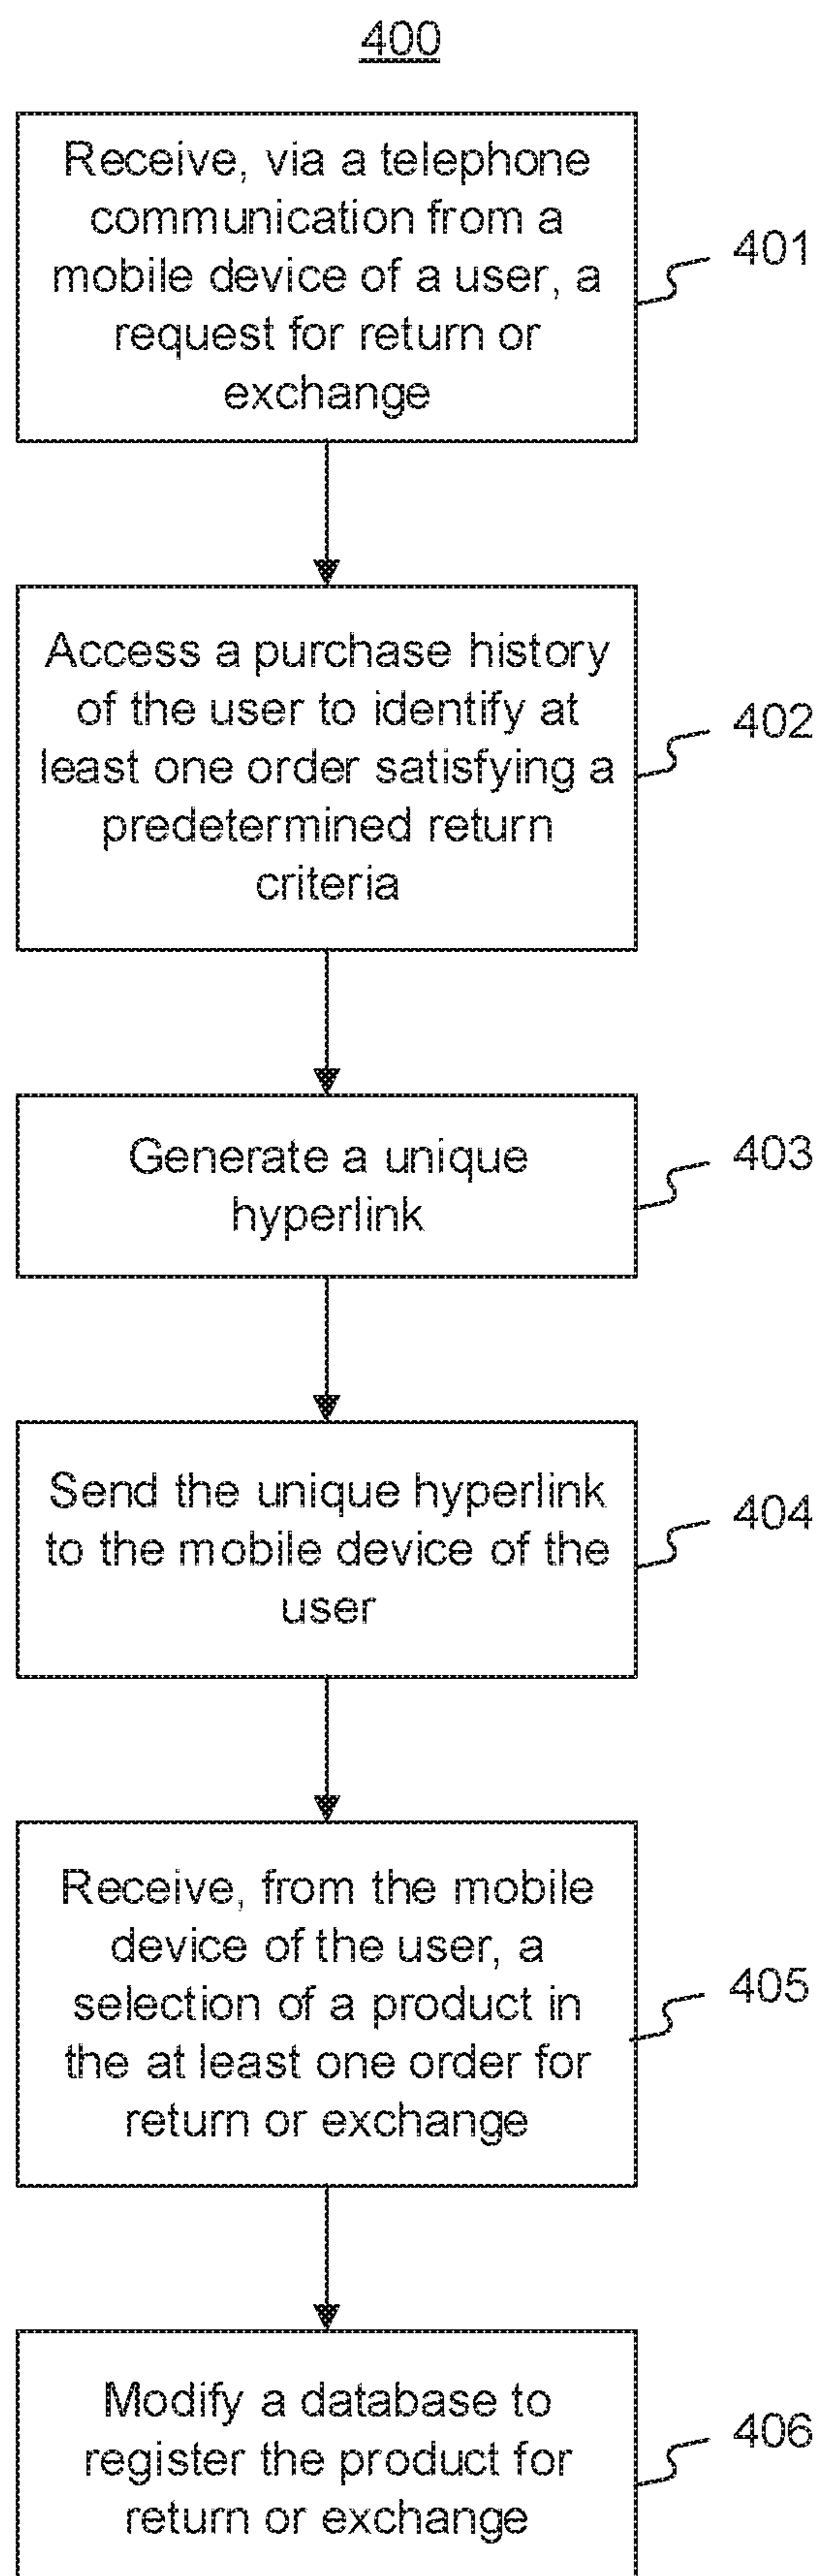 400
Receive, via a telephone
communication from a
mobile device of a user, a
request for return or
exchange
401
Access a purchase history
of the user to identify at
least one order satisfying a
predetermined return
criteria
402
Generate a unique
hyperlink
403
Send the unique hyperlink
to the mobile device of the
user
404
Receive, from the mobile
device of the user, a
selection of a product in
the at least one order for
return or exchange
405
Modify a database to
register the product for
return or exchange
406